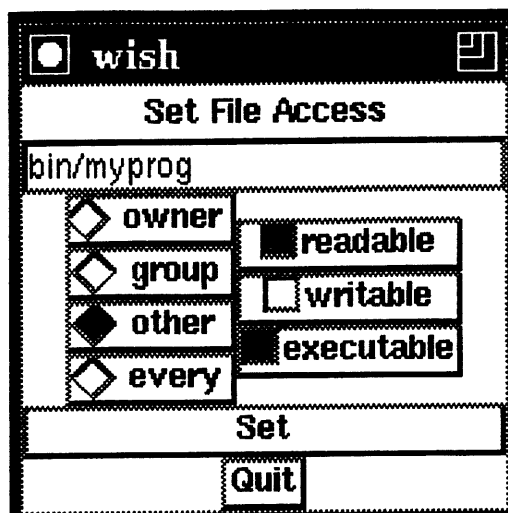 wish
Set File Access
bin/myprog
owner
group
other
every
readable
writable
executable
Set
Quit